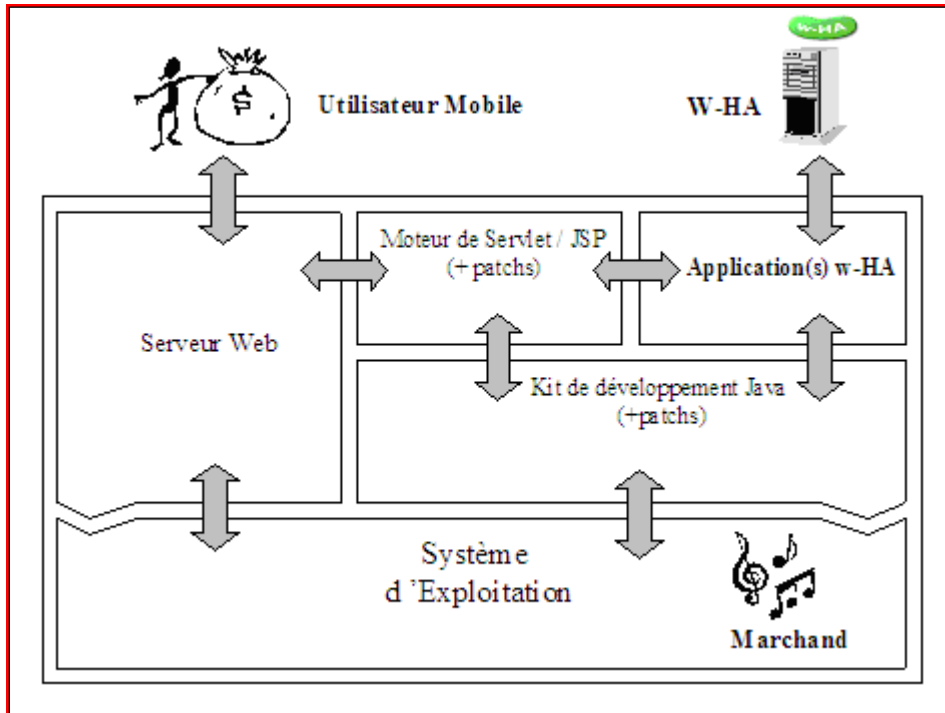 w-HA
Utilisateur Mobile
W-HA
$
Moteur de Servlet / JSP
(+ patchs)
Application(s) w-HA
Serveur Web
Kit de développement Java
(+patchs)
Système
d 'Exploitation
Marchand